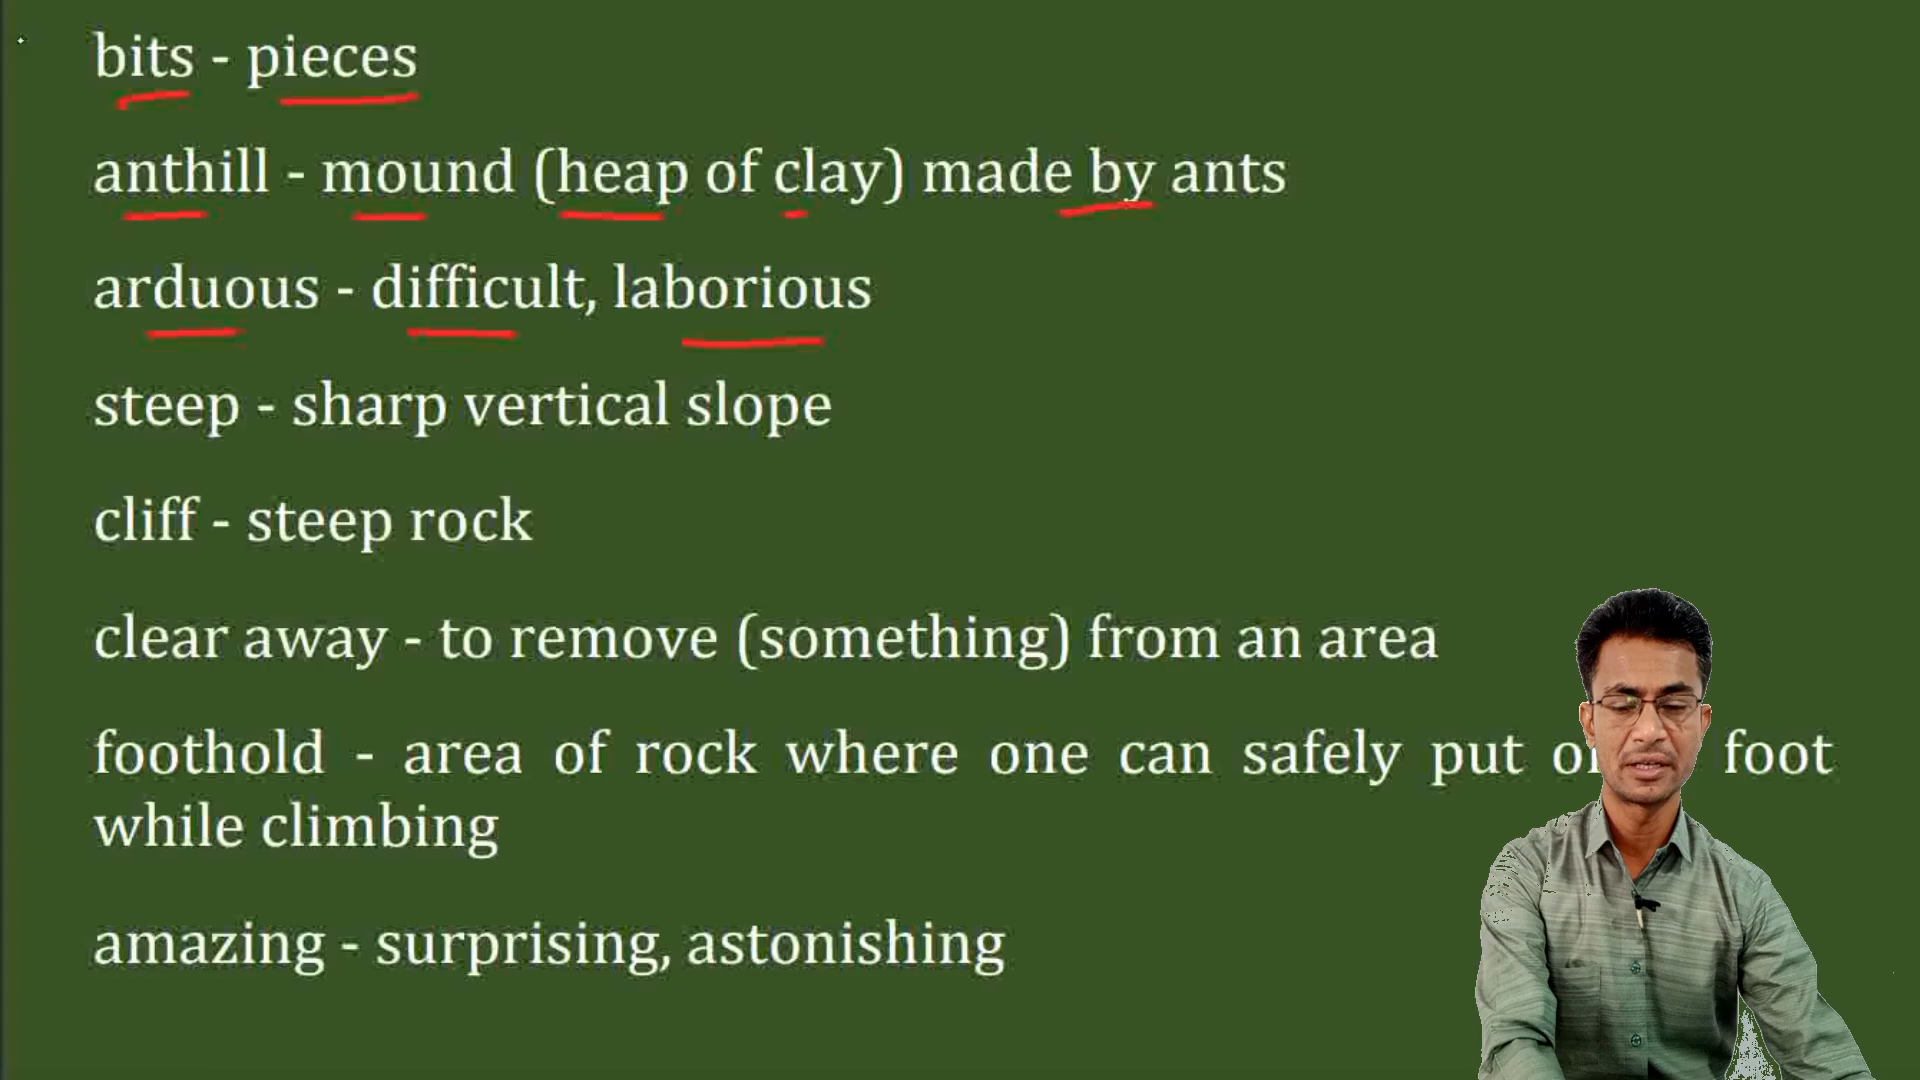 bits - pieces
anthill - mound (heap of clay) made by ants
arduous - difficult, laborious
steep - sharp vertical slope
cliff - steep rock
clear away - to remove (something) from an area
foothold - area of rock where one can safely put foot
while climbing
amazing - surprising, astonishing